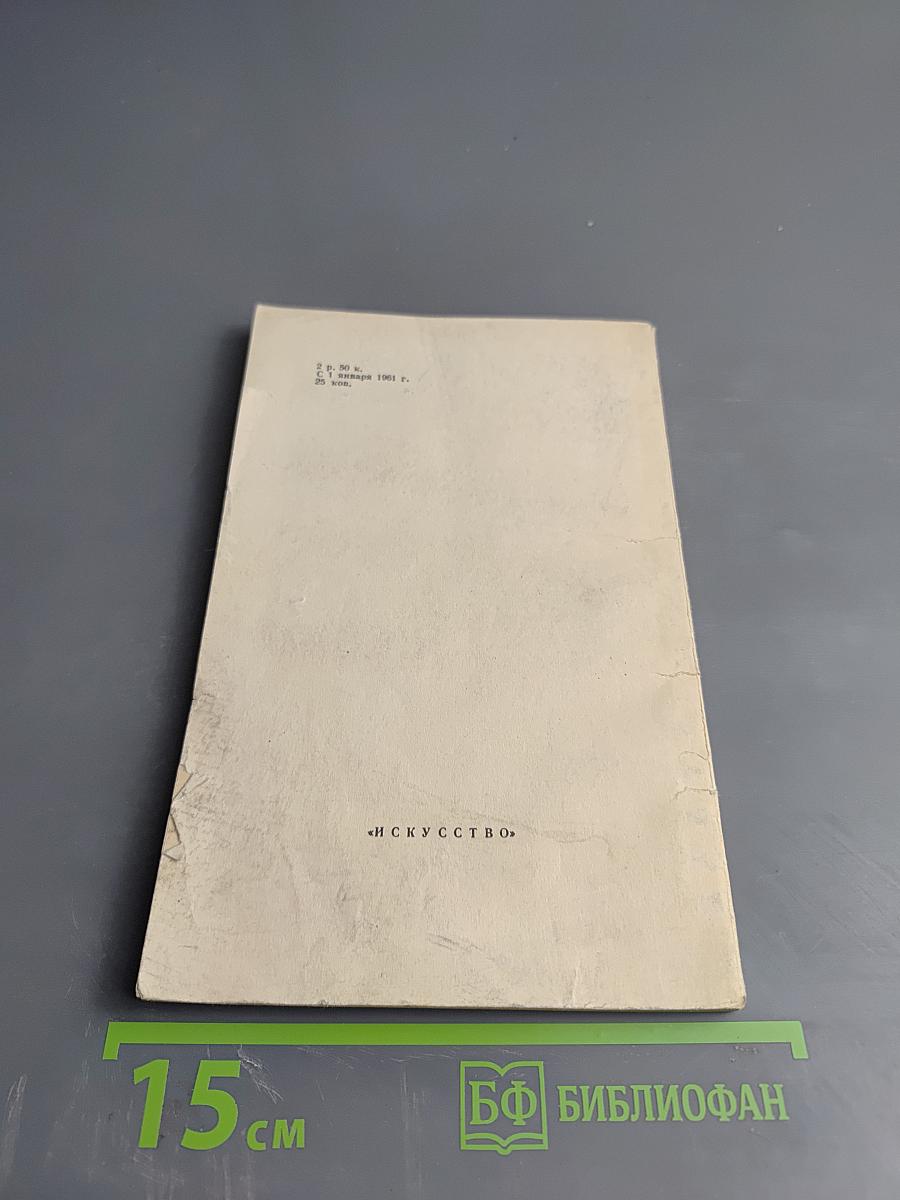 2 р. 50 к.
С 1 января 1961 г.
25 коп.
«ИСКУССТВО»
15 см
БФ БИБЛИОФАН